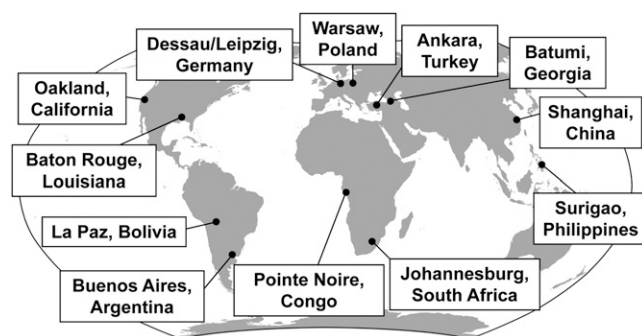 Warsaw,
Poland
Dessau/Leipzig,
Germany
Ankara,
Turkey
Batumi,
Georgia
Oakland,
California
Shanghai,
China
Baton Rouge,
Louisiana
Surigao,
Philippines
La Paz, Bolivia
Buenos Aires,
Argentina
Pointe Noire,
Congo
Johannesburg,
South Africa